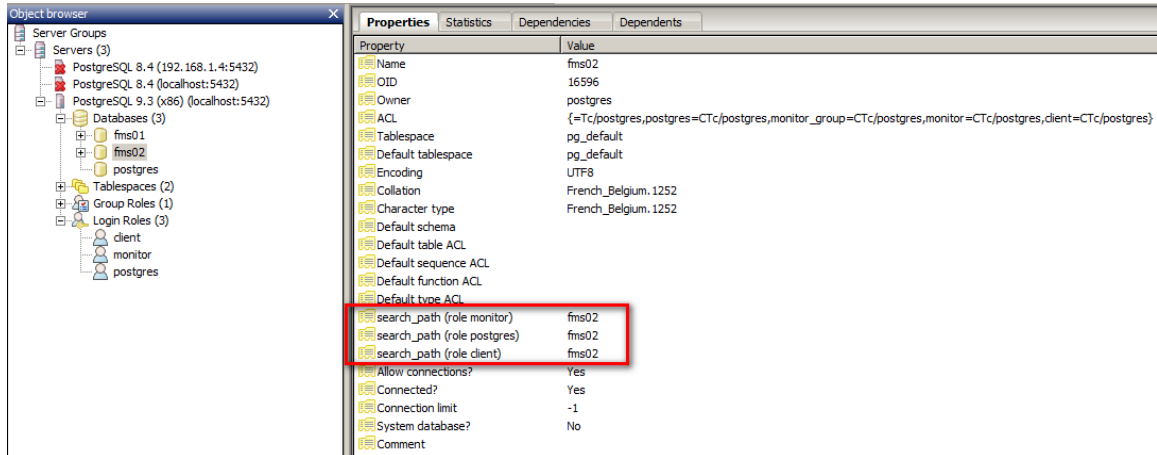 Object browser X
Server Groups
Servers (3)
PostgreSQL 8.4 (192.168.1.4:5432)
PostgreSQL 8.4 (localhost:5432)
PostgreSQL 9.3 (x86) (localhost:5432)
Databases (3)
fms01
fms02
postgres
Tablespaces (2)
Group Roles (1)
Login Roles (3)
client
monitor
postgres
Properties Statistics Dependencies Dependents
Property Value
Name fms02
OID 16596
Owner postgres
ACL {=Tc/postgres,postgres=CTc/postgres,monitor_group=CTc/postgres,monitor=CTc/postgres,client=CTc/postgres}
Tablespace pg_default
Default tablespace pg_default
Encoding UTF8
Collation French_Belgium.1252
Character type French_Belgium.1252
Default schema
Default table ACL
Default sequence ACL
Default function ACL
Default type ACL
search_path (role monitor) fms02
search_path (role postgres) fms02
search_path (role client) fms02
Allow connections? Yes
Connected? Yes
Connection limit -1
System database? No
Comment